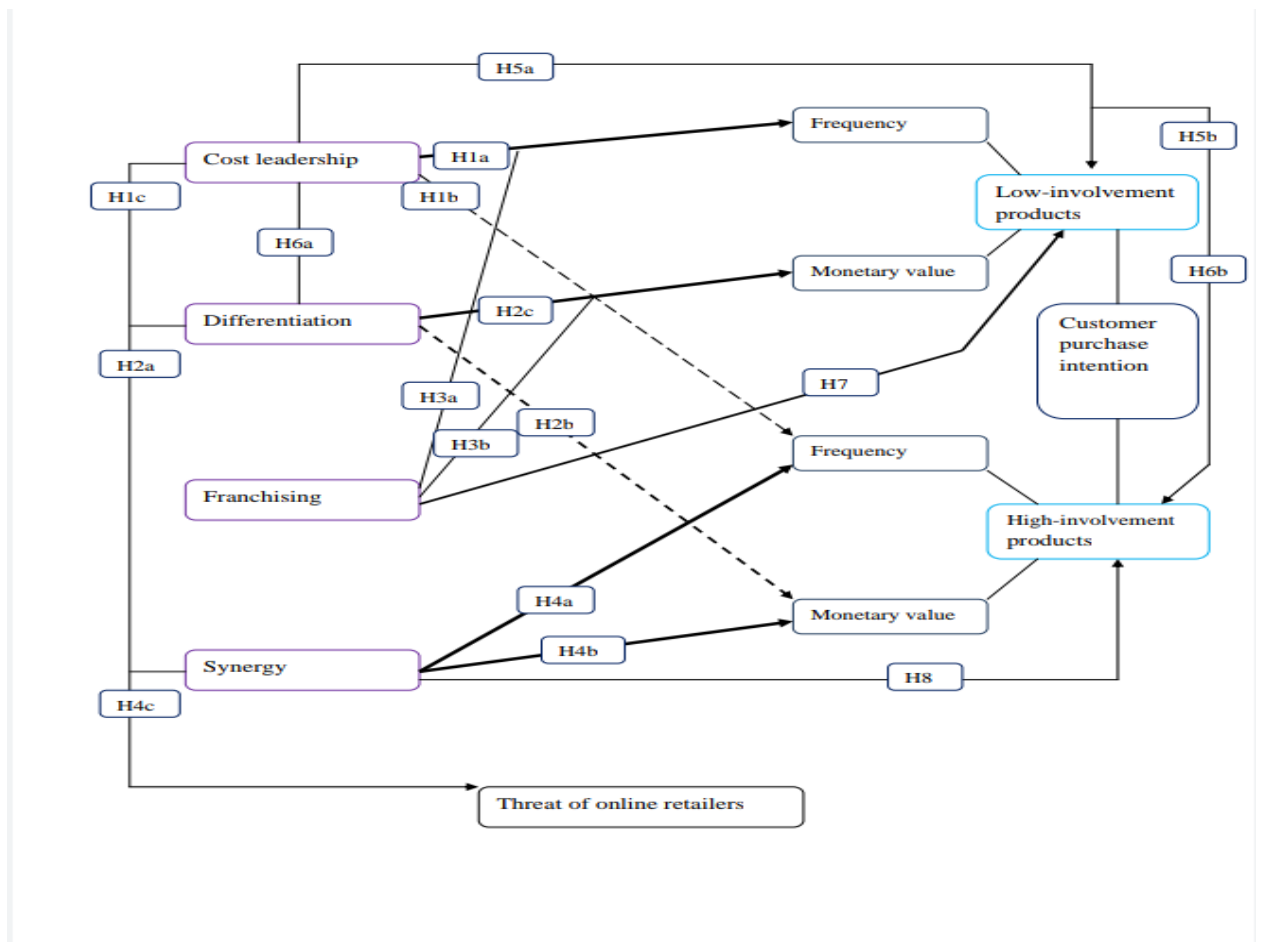 H5a
Frequency
H5b
Cost leadership
H1a
H1c
H1b
Low-involvement
products
H6a
Monetary value
H6b
Differentiation
H2c
Customer
purchase
intention
H2a
H7
H3a
H2b
H3b
Frequency
Franchising
High-involvement
products
H4a
Monetary value
H4b
Synergy
H8
H4c
Threat of online retailers